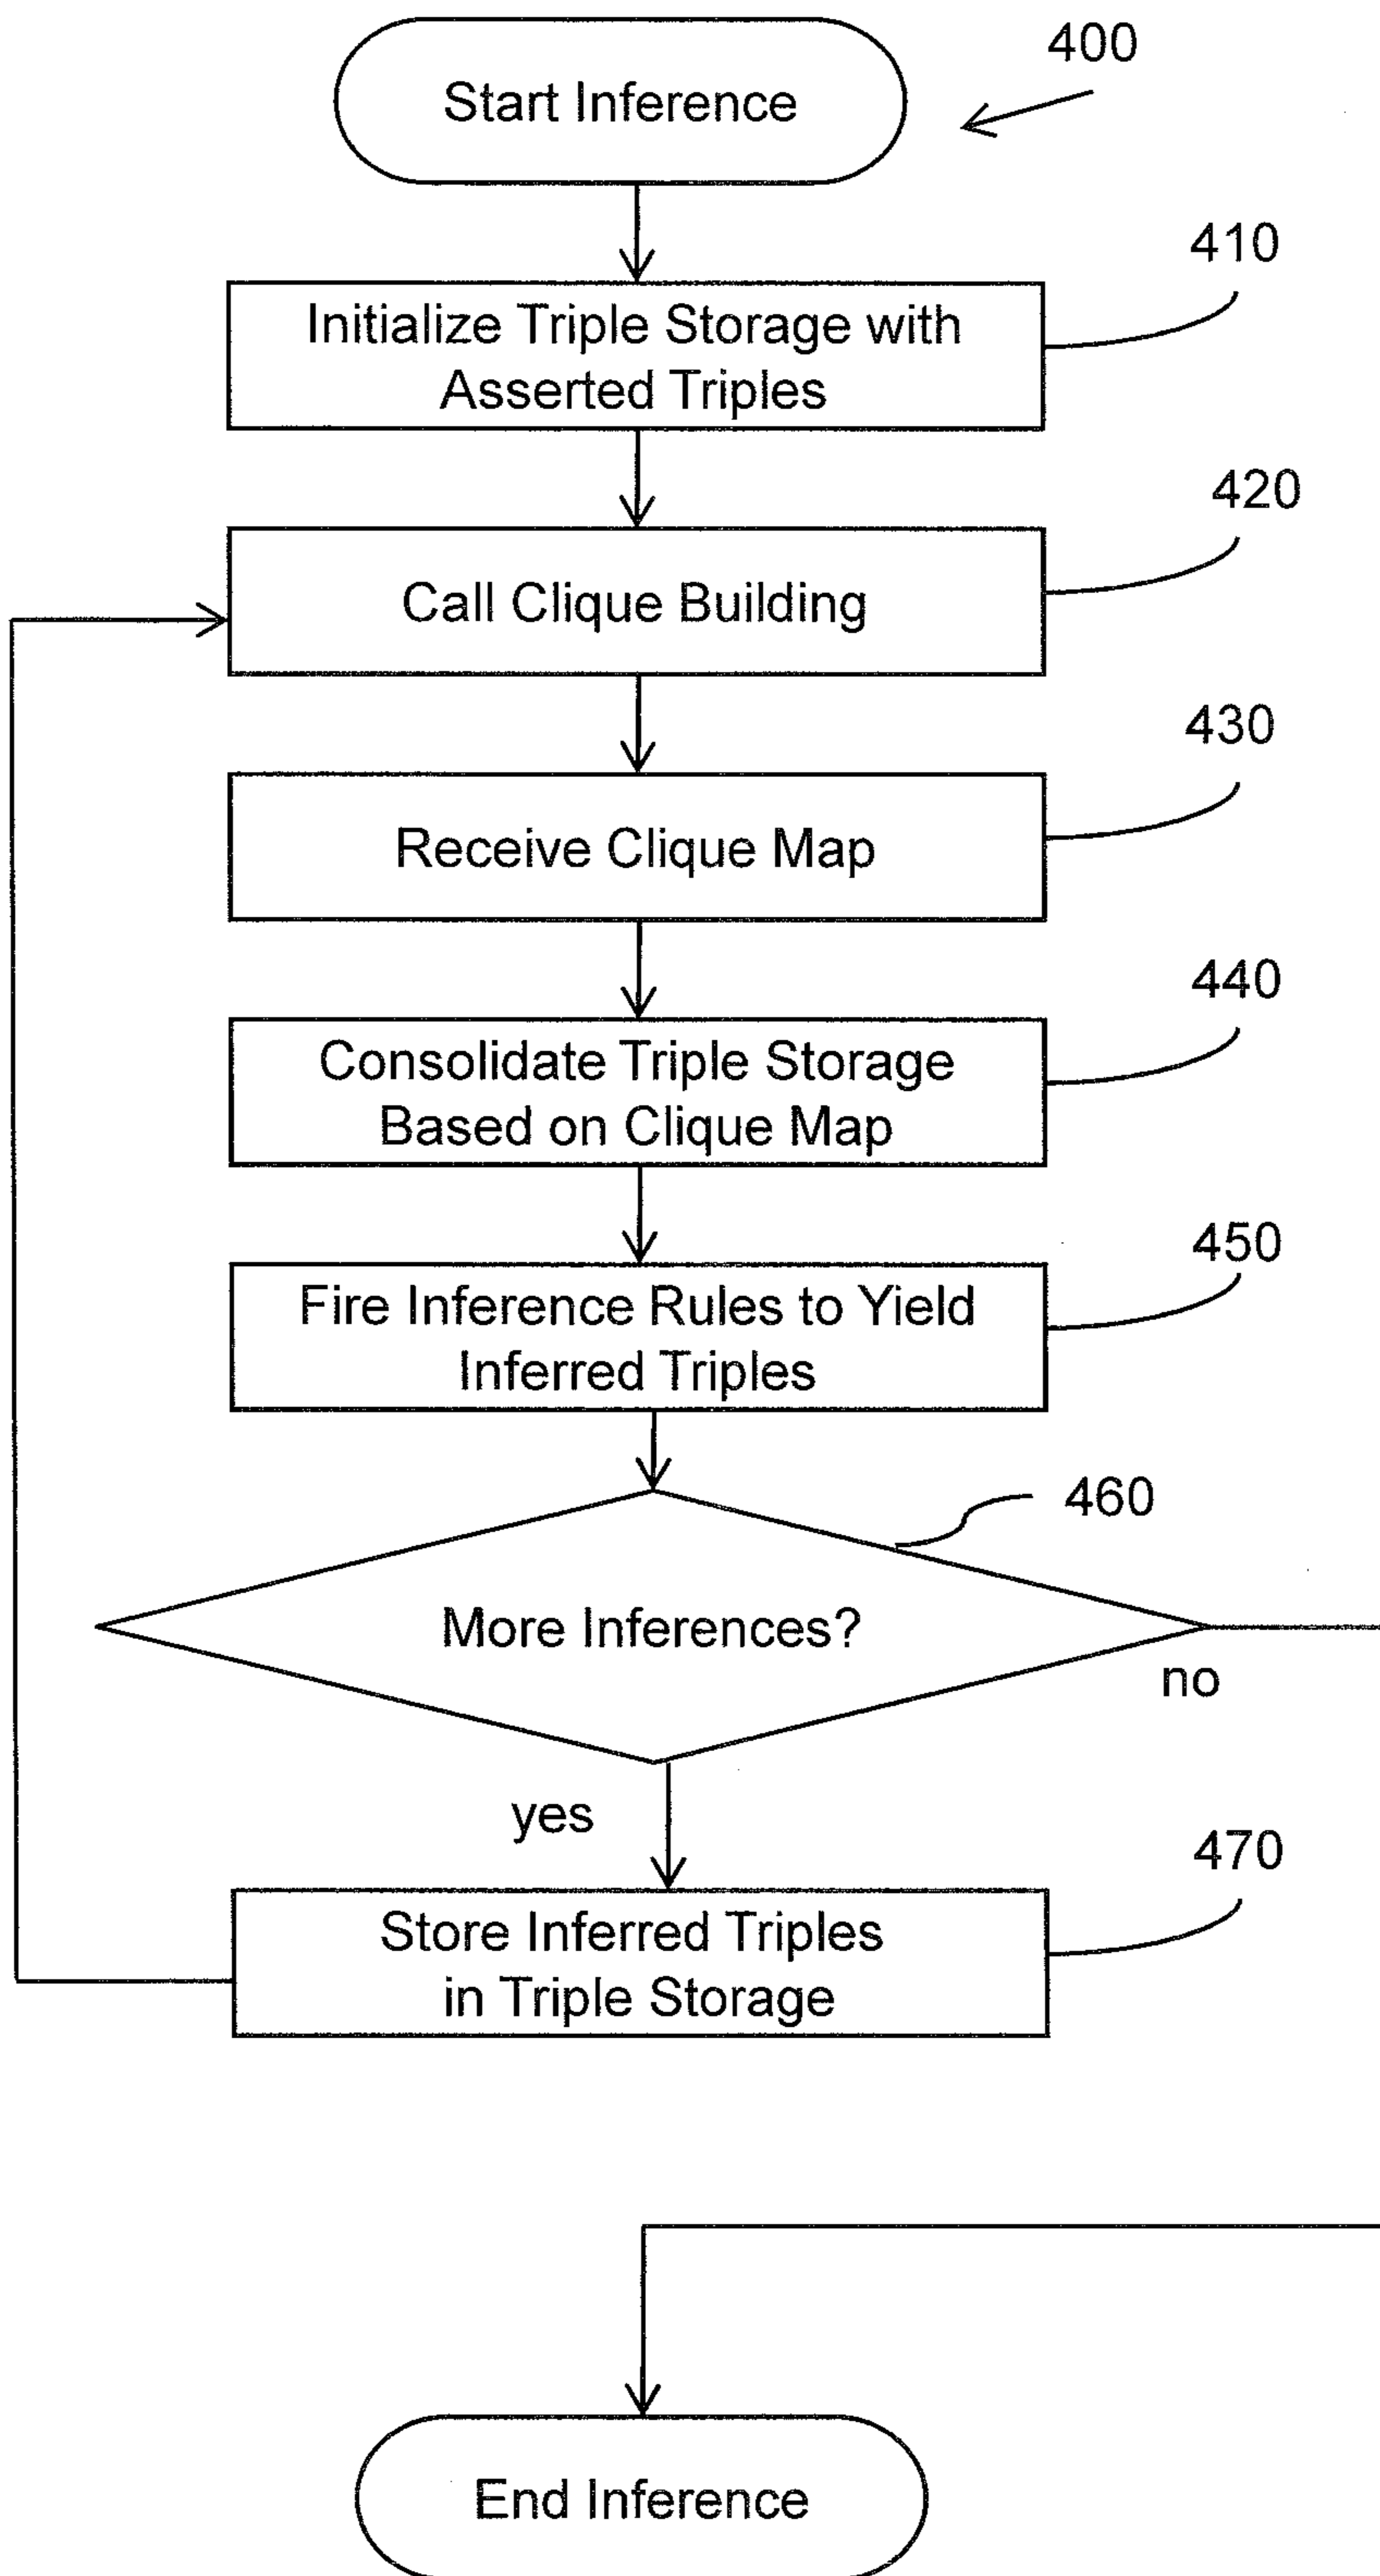 Start Inference
400
410
Initialize Triple Storage with
Asserted Triples
420
Call Clique Building
430
Receive Clique Map
440
Consolidate Triple Storage
Based on Clique Map
450
Fire Inference Rules to Yield
Inferred Triples
460
More Inferences?
no
yes
470
Store Inferred Triples
in Triple Storage
End Inference